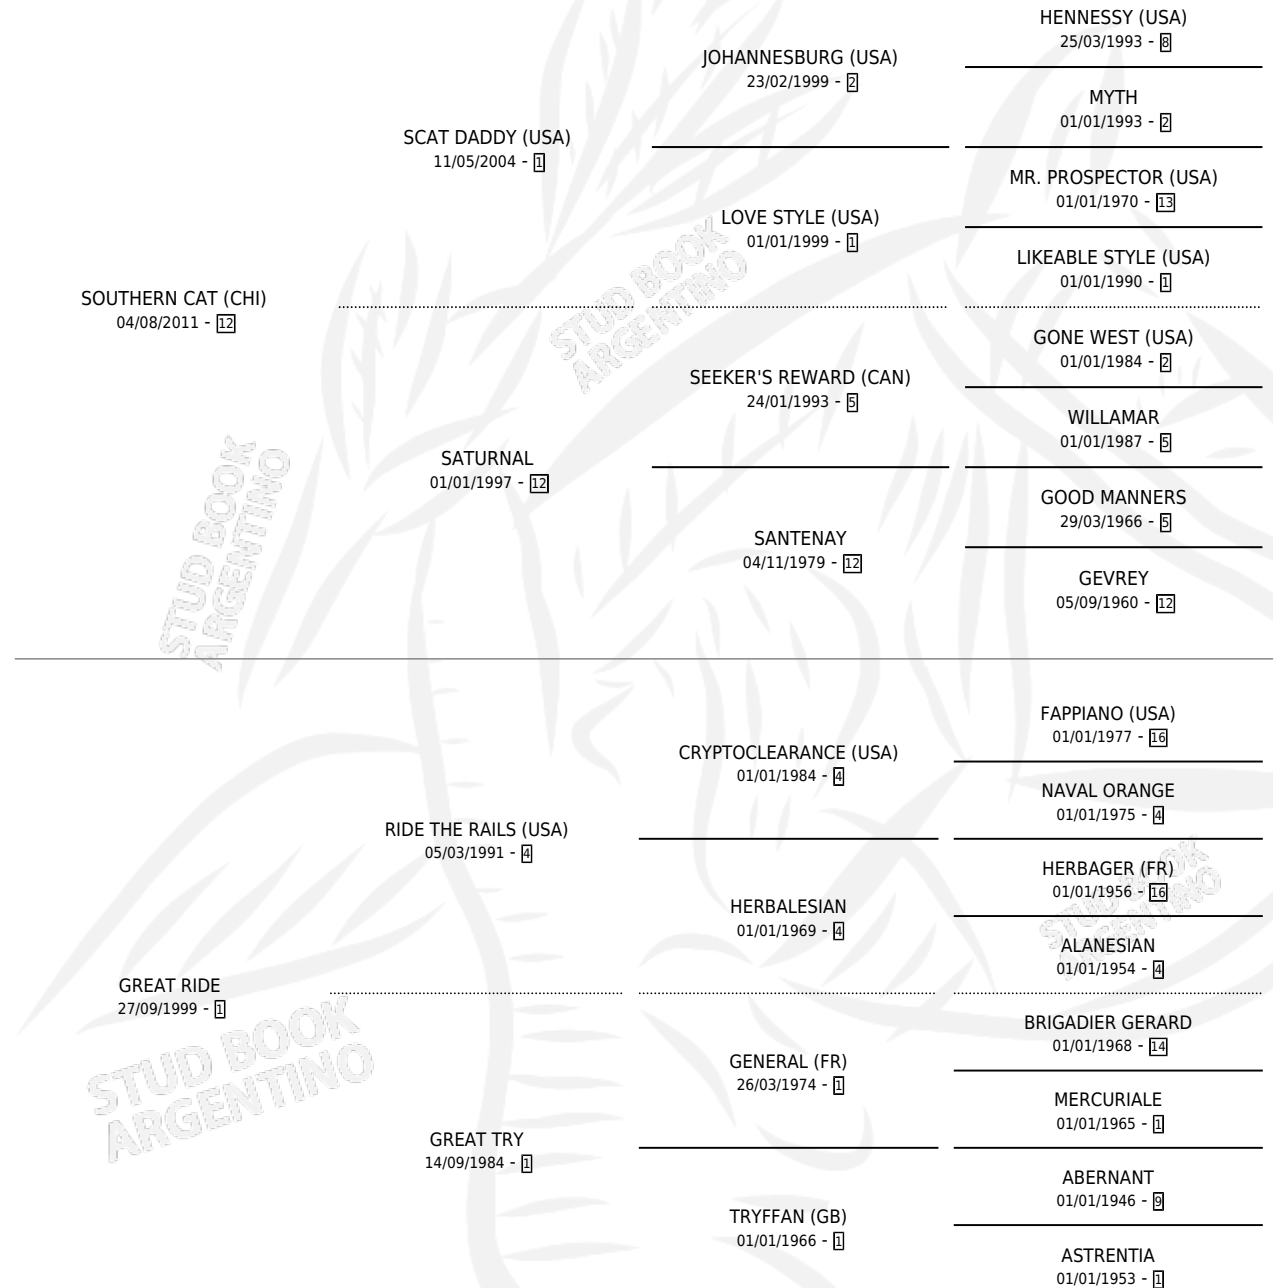 HENNESSY (USA)
25/03/1993 - 8
JOHANNESBURG (USA)
23/02/1999 - 2
MYTH
01/01/1993 - 2
SCAT DADDY (USA)
11/05/2004 - 1
MR. PROSPECTOR (USA)
01/01/1970 - 13
LOVE STYLE (USA)
01/01/1999 - 1
LIKEABLE STYLE (USA)
01/01/1990 - 1
SOUTHERN CAT (CHI)
04/08/2011 - 12
STUD BOOK
ARGENTINO
GONE WEST (USA)
01/01/1984 - 2
SEEKER'S REWARD (CAN)
24/01/1993 - 5
WILLAMAR
01/01/1987 - 5
SATURNAL
01/01/1997 - 12
GOOD MANNERS
29/03/1966 - 5
SANTENAY
04/11/1979 - 12
GEVREY
05/09/1960 - 12
STUD BOOK
ARGENTINO
FAPPIANO (USA)
01/01/1977 - 16
CRYPTOCLEARANCE (USA)
01/01/1984 - 4
NAVAL ORANGE
01/01/1975 - 4
RIDE THE RAILS (USA)
05/03/1991 - 4
HERBAGER (FR)
01/01/1956 - 16
STUD BOOK
ARGENTINO
HERBALESIAN
01/01/1969 - 4
ALANESIAN
01/01/1954 - 4
GREAT RIDE
27/09/1999 - 1
STUD BOOK
ARGENTINO
BRIGADIER GERARD
01/01/1968 - 14
GENERAL (FR)
26/03/1974 - 1
MERCURIALE
01/01/1965 - 1
GREAT TRY
14/09/1984 - 1
ABERNANT
01/01/1946 - 9
TRYFFAN (GB)
01/01/1966 - 1
ASTRENTIA
01/01/1953 - 1